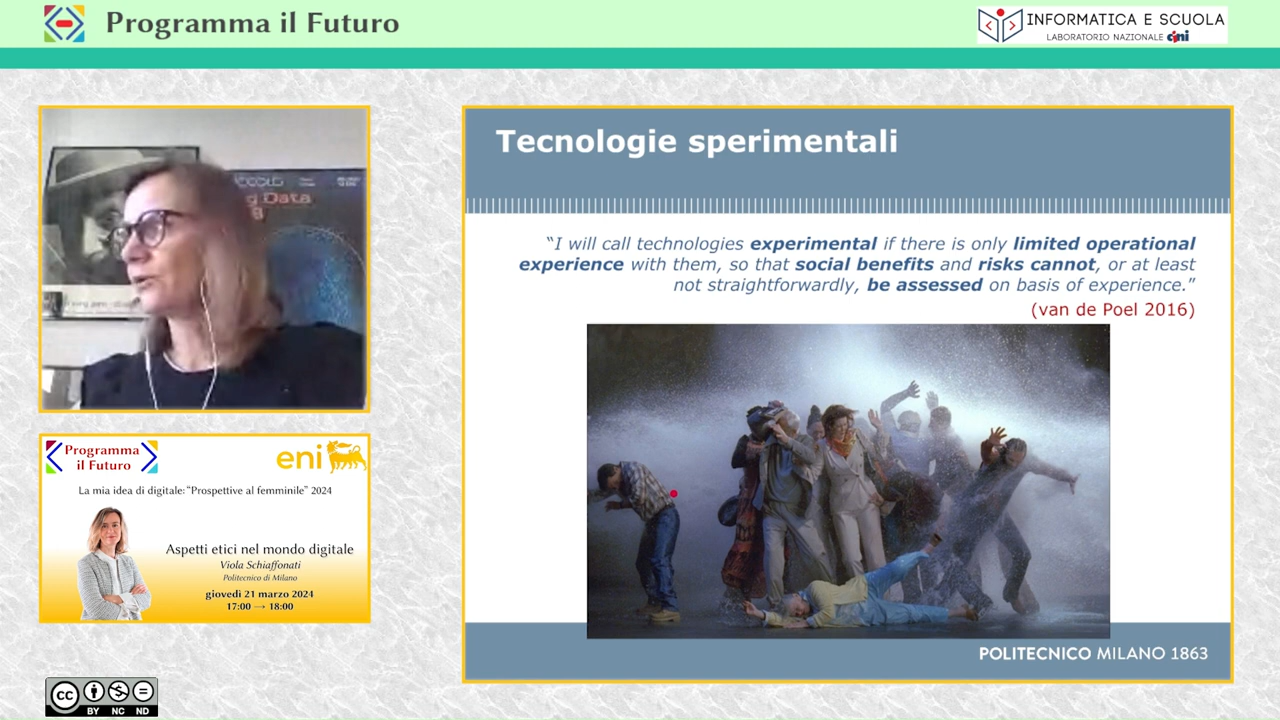 Programma il Futuro
INFORMATICA E SCUOLA
LABORATORIO NAZIONALE cini
g Data
Programma
il Futuro
eni
La mia idea di digitale: “Prospettive al femminile” 2024
Aspetti etici nel mondo digitale
Viola Schiaffonati
Politecnico di Milano
giovedì 21 marzo 2024
17:00 → 18:00
cc
BY NC ND
Tecnologie sperimentali
“I will call technologies experimental if there is only limited operational
experience with them, so that social benefits and risks cannot, or at least
not straightforwardly, be assessed on basis of experience.”
(van de Poel 2016)
POLITECNICO MILANO 1863